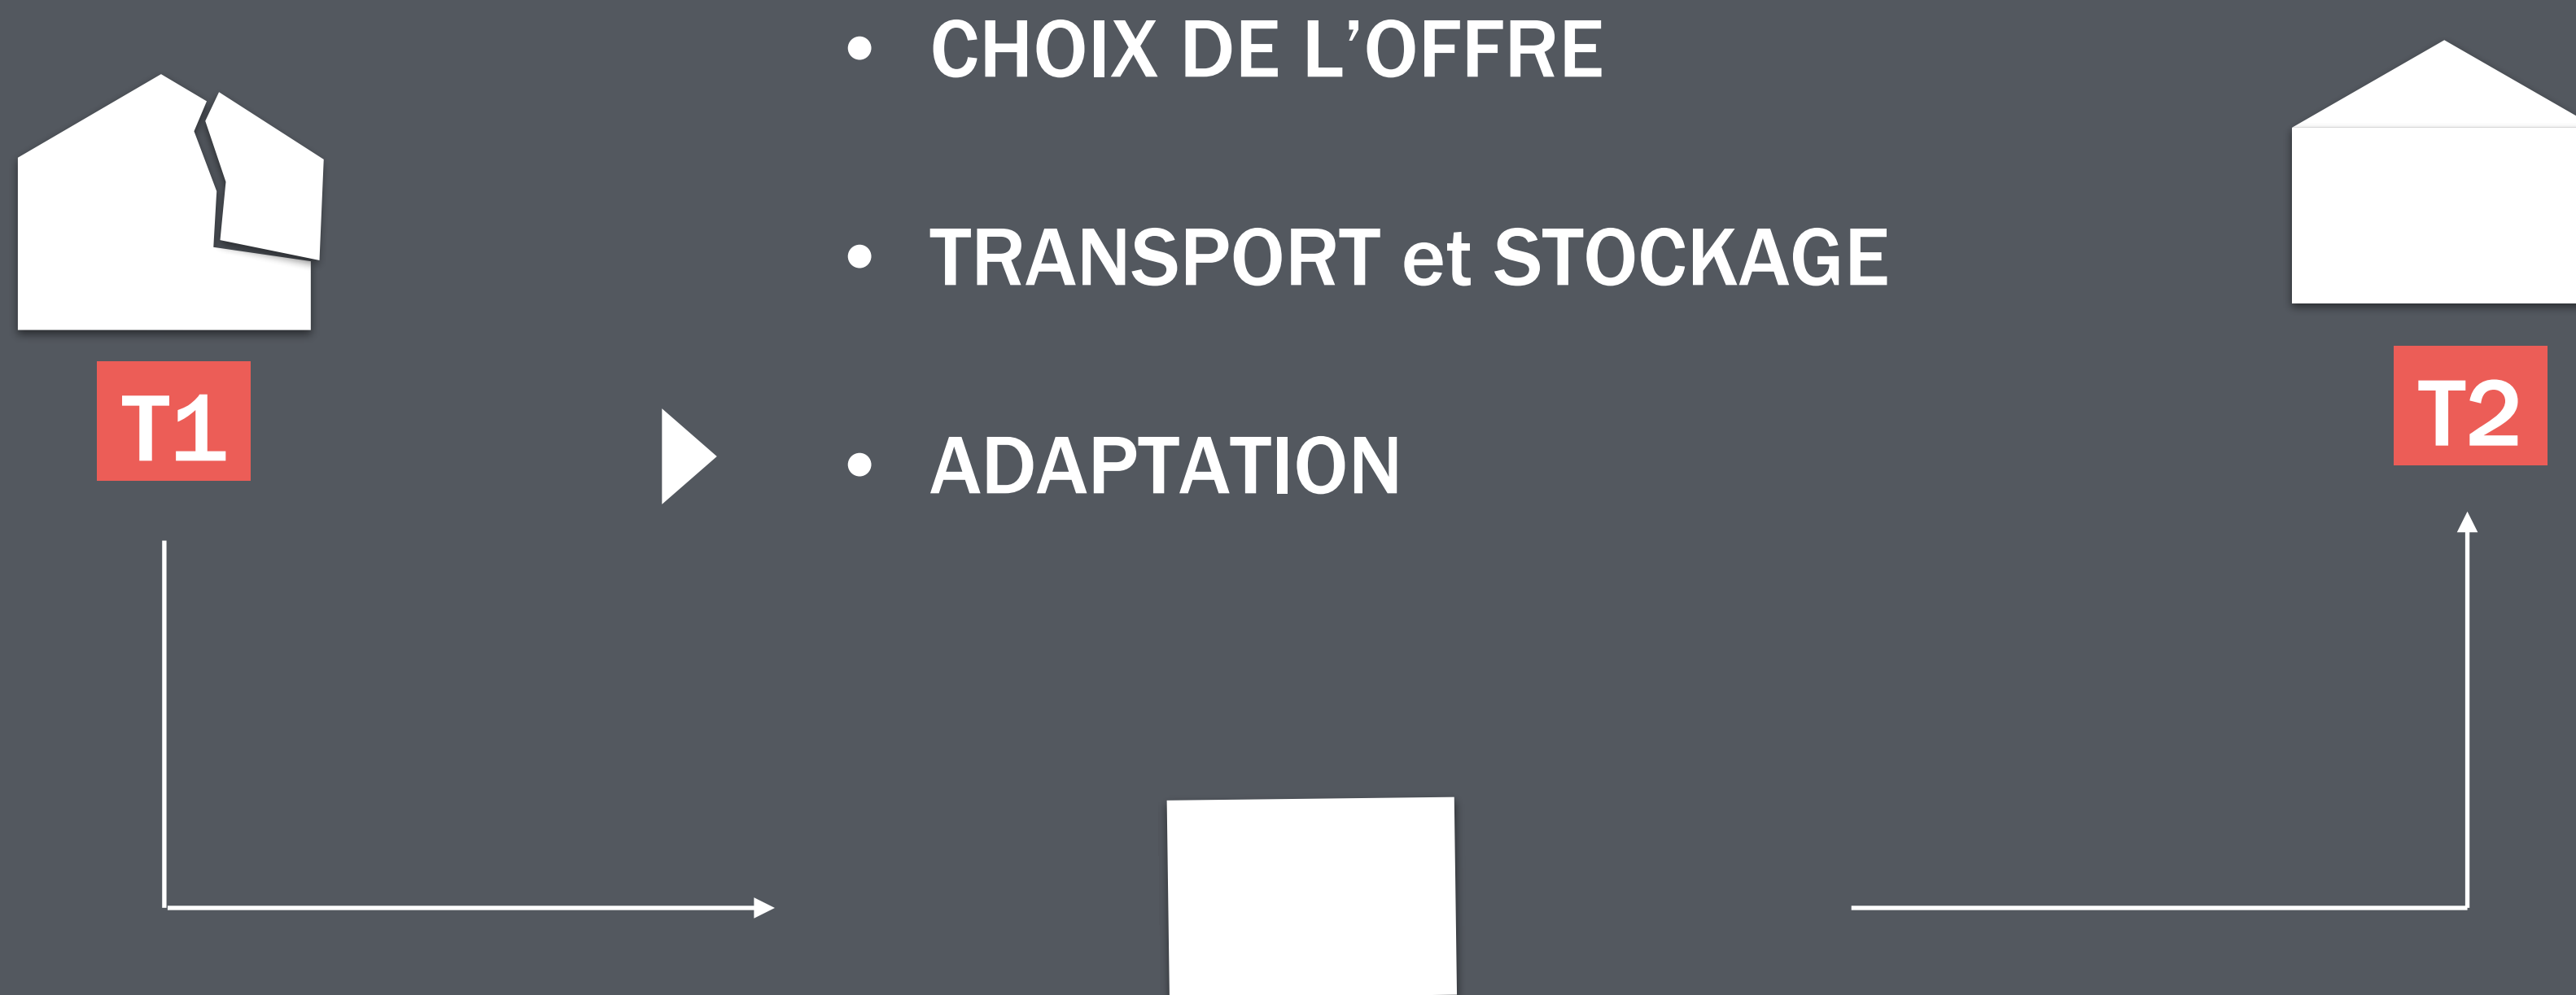 • CHOIX DE L’OFFRE
• TRANSPORT et STOCKAGE
• ADAPTATION
T1
T2